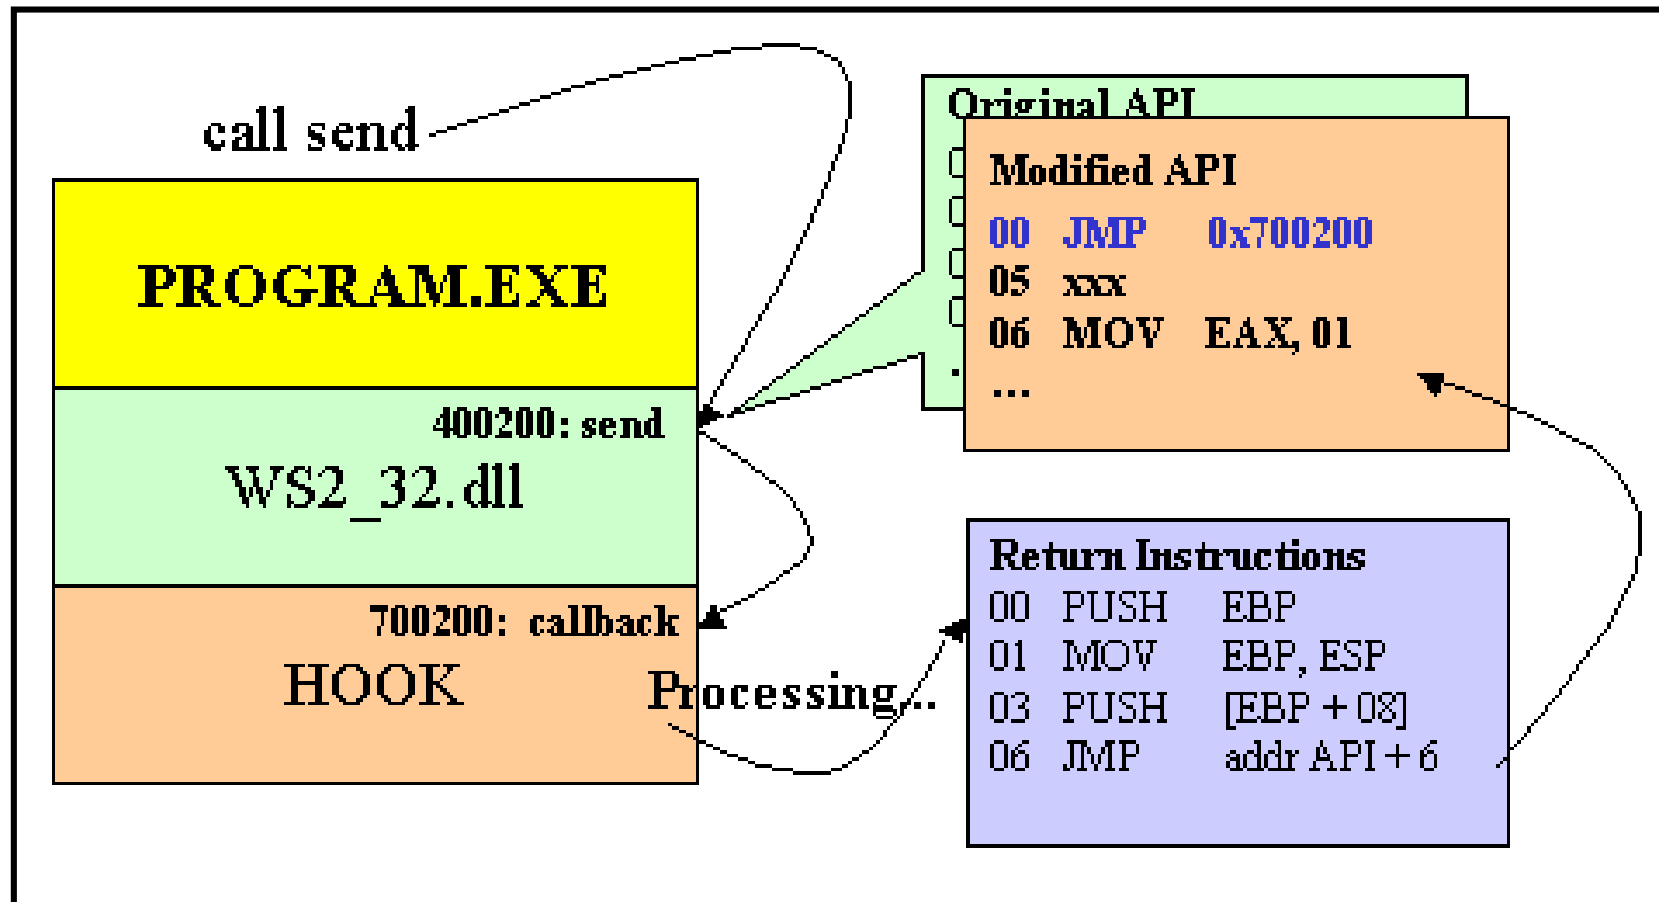 call send
PROGRAM.EXE
400200: send
WS2_32.dll
700200: callback
HOOK
Processing...
Original API
Modified API
00 JMP 0x700200
05 xxx
06 MOV EAX, 01
...
Return Instructions
00 PUSH EBP
01 MOV EBP, ESP
03 PUSH [EBP + 08]
06 JMP addr API + 6